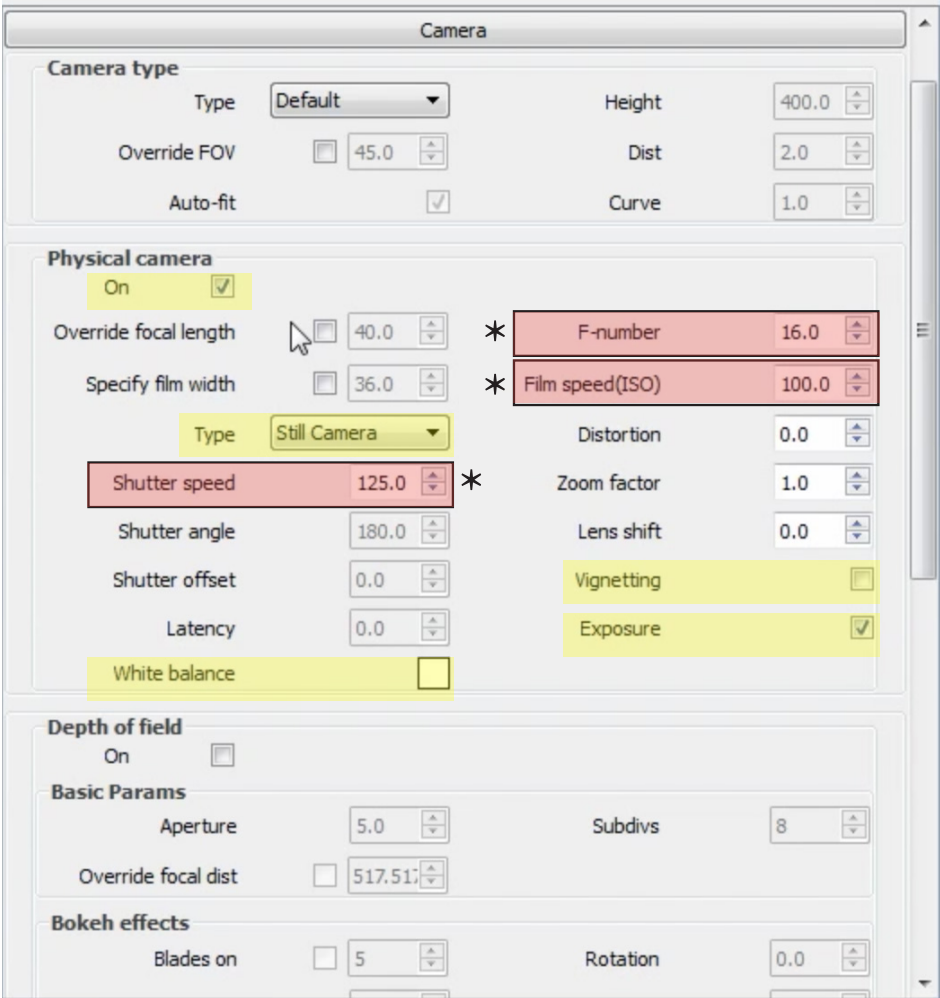 Camera
Camera type
Type Default Height 400.0
Override FOV 45.0 Dist 2.0
Auto-fit Curve 1.0
Physical camera
On
Override focal length 40.0 * F-number 16.0
Specify film width 36.0 * Film speed(ISO) 100.0
Type Still Camera Distortion 0.0
Shutter speed 125.0 * Zoom factor 1.0
Shutter angle 180.0 Lens shift 0.0
Shutter offset 0.0 Vignetting
Latency 0.0 Exposure
White balance
Depth of field
On
Basic Params
Aperture 5.0 Subdivs 8
Override focal dist 517.517
Bokeh effects
Blades on 5 Rotation 0.0